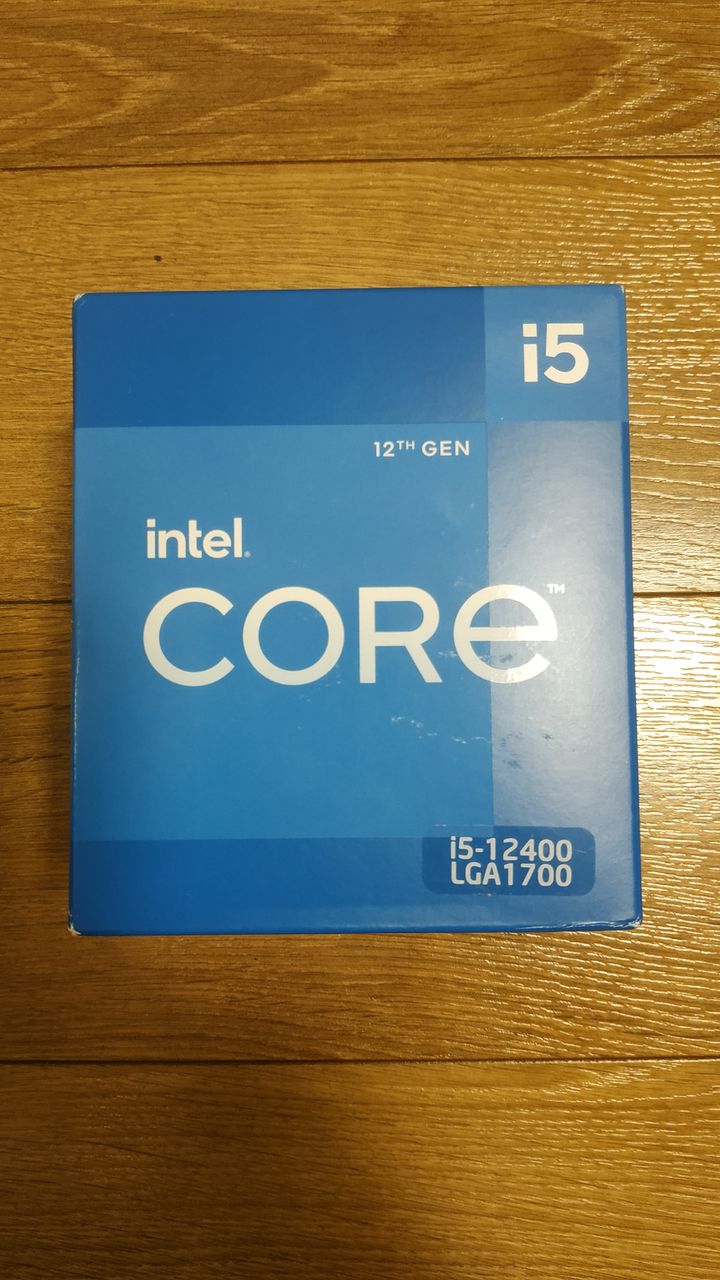 i5
12TH GEN
intel.
CORe™
i5-12400
LGA1700